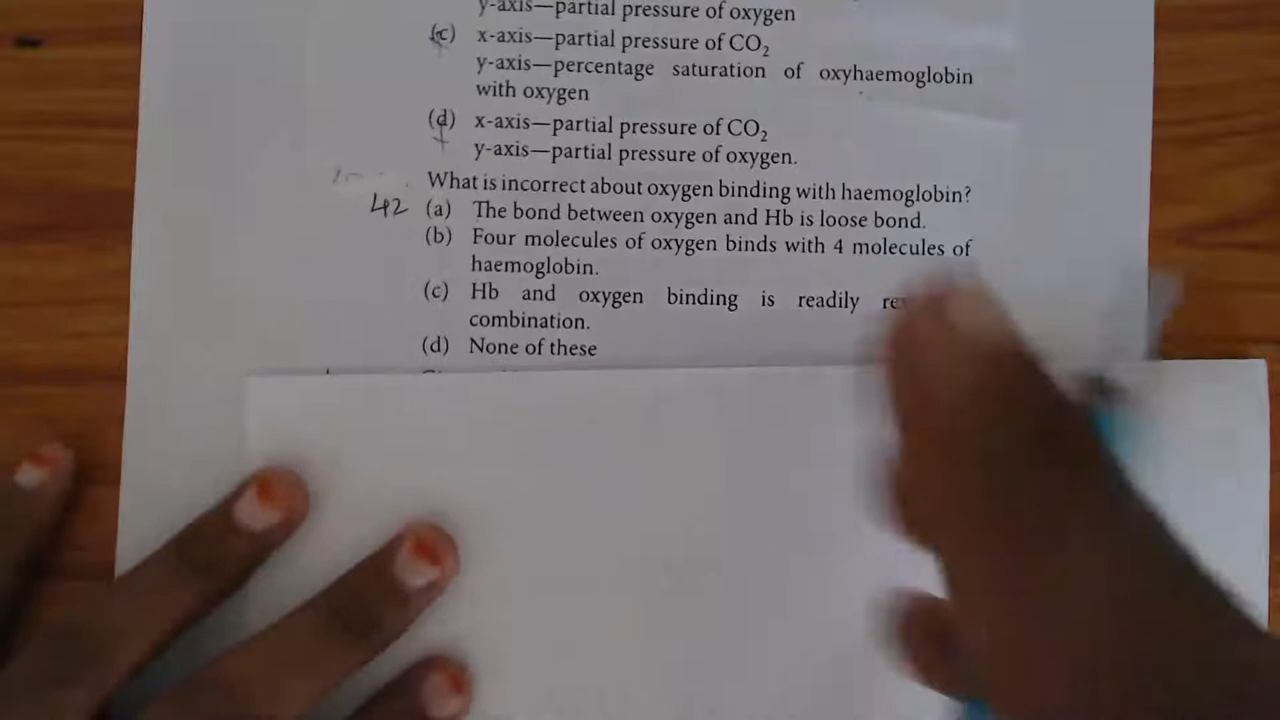 y-axis—partial pressure of oxygen
(c) x-axis—partial pressure of CO₂
y-axis—percentage saturation of oxyhaemoglobin
with oxygen
(d) x-axis—partial pressure of CO₂
y-axis—partial pressure of oxygen.
What is incorrect about oxygen binding with haemoglobin?
42 (a) The bond between oxygen and Hb is loose bond.
(b) Four molecules of oxygen binds with 4 molecules of
haemoglobin.
(c) Hb and oxygen binding is readily
combination.
(d) None of these